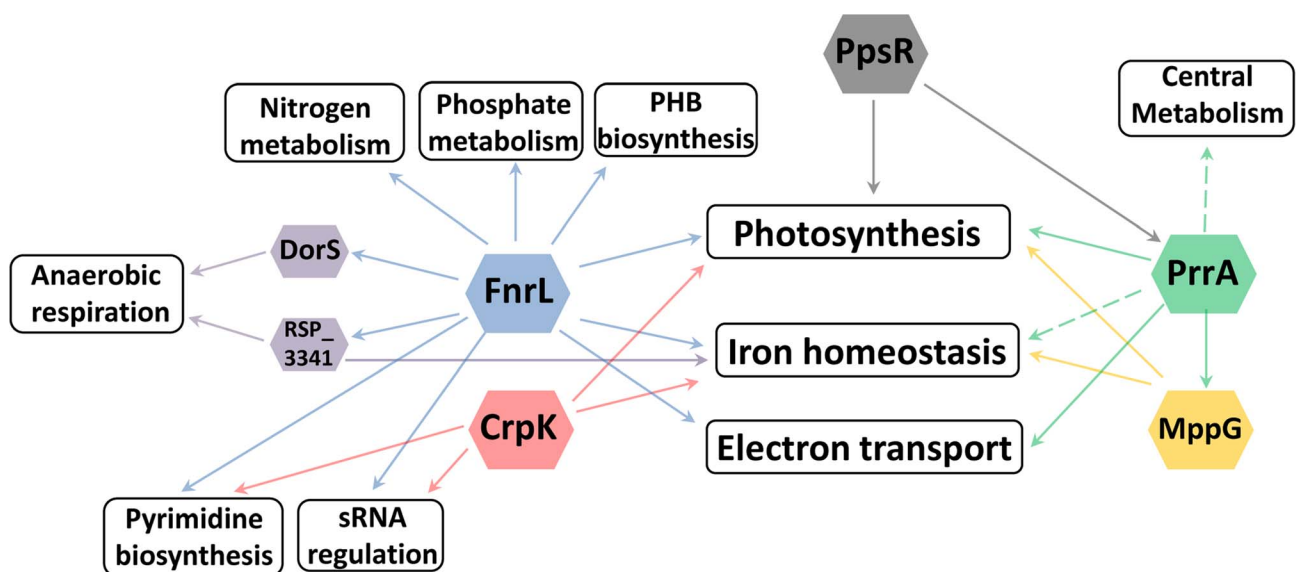 PpsR
Central
Metabolism
Nitrogen
metabolism
Phosphate
metabolism
PHB
biosynthesis
Photosynthesis
DorS
Anaerobic
respiration
FnrL
PrrA
RSP_
3341
Iron homeostasis
CrpK
MppG
Electron transport
Pyrimidine
biosynthesis
sRNA
regulation